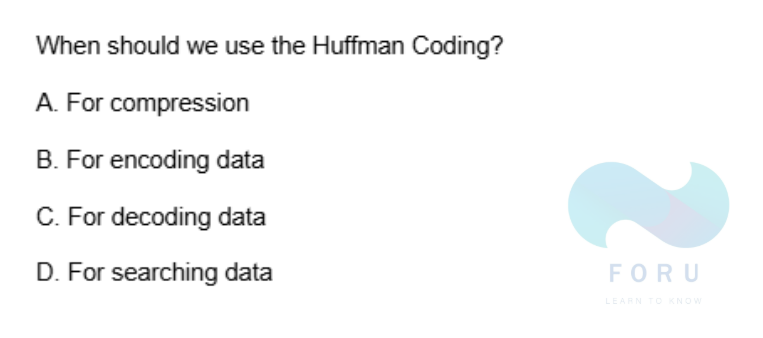 When should we use the Huffman Coding?
A. For compression
B. For encoding data
C. For decoding data
D. For searching data
FORU
LEARN TO KNOW